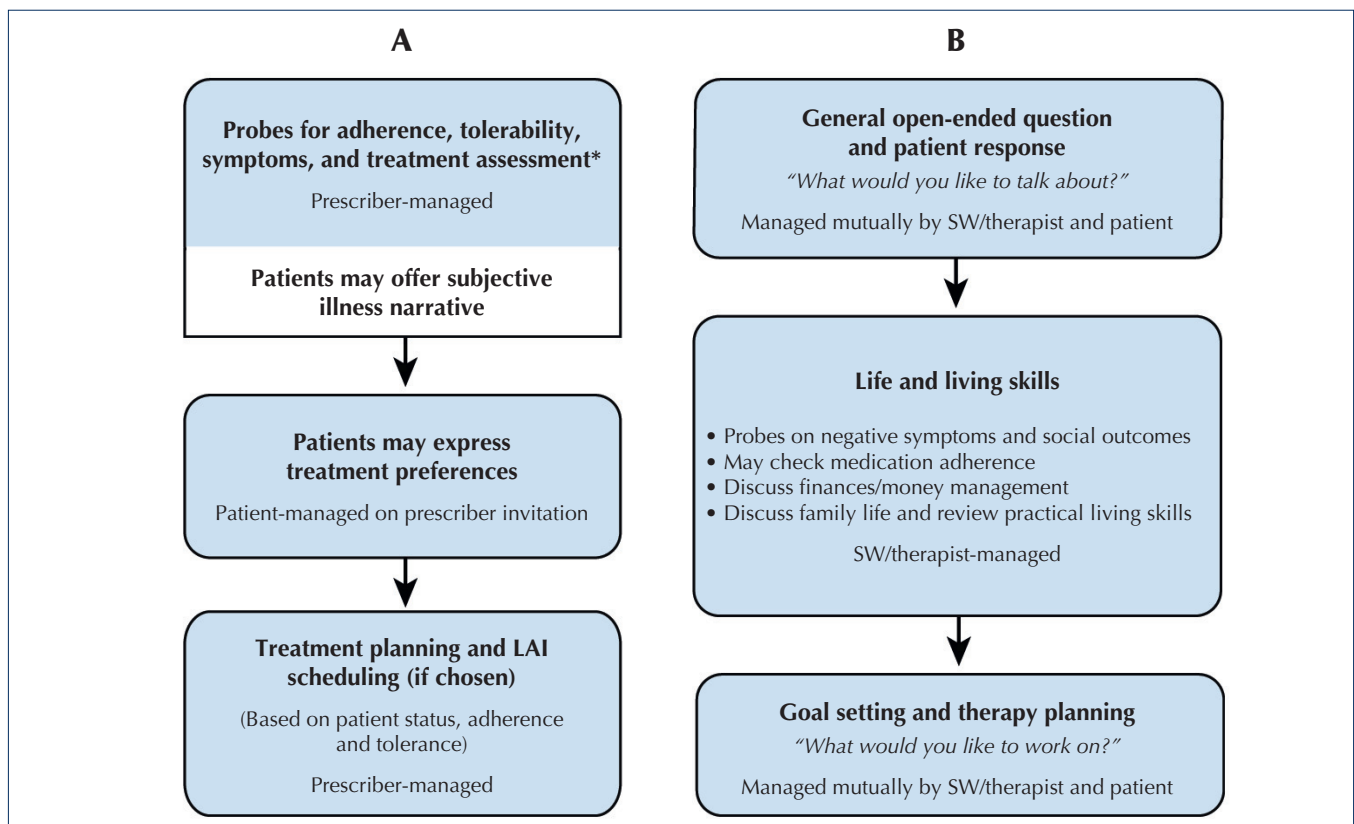 A
Probes for adherence, tolerability,
symptoms, and treatment assessment*
Prescriber-managed
Patients may offer subjective
illness narrative
Patients may express
treatment preferences
Patient-managed on prescriber invitation
Treatment planning and LAI
scheduling (if chosen)
(Based on patient status, adherence
and tolerance)
Prescriber-managed
B
General open-ended question
and patient response
“What would you like to talk about?”
Managed mutually by SW/therapist and patient
Life and living skills
• Probes on negative symptoms and social outcomes
• May check medication adherence
• Discuss finances/money management
• Discuss family life and review practical living skills
SW/therapist-managed
Goal setting and therapy planning
“What would you like to work on?”
Managed mutually by SW/therapist and patient